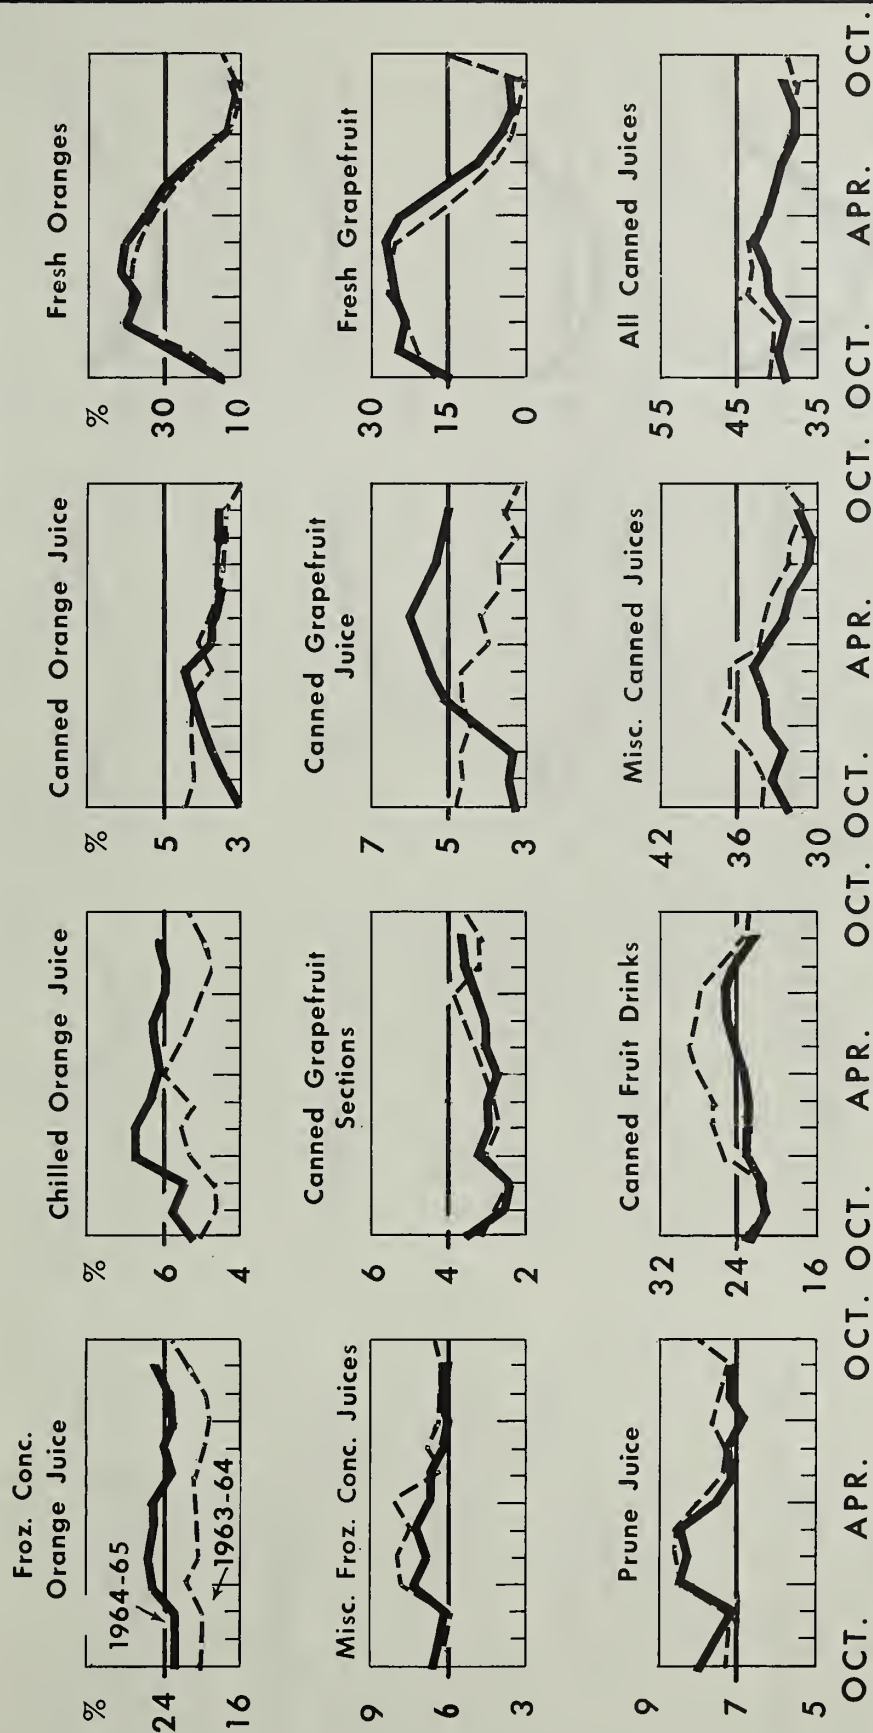 Froz. Conc.
Orange Juice
Chilled Orange Juice
Canned Orange Juice
Fresh Oranges
%
24
16
1964-65
1963-64
%
6
4
%
5
3
%
30
10
Misc. Froz. Conc. Juices
Canned Grapefruit
Sections
Canned Grapefruit
Juice
Fresh Grapefruit
9
6
3
6
4
2
7
5
3
30
15
0
Prune Juice
Canned Fruit Drinks
Misc. Canned Juices
All Canned Juices
9
7
5
32
24
16
42
36
30
55
45
35
OCT. APR. OCT. OCT. APR. OCT. OCT. APR. OCT. OCT. APR. OCT.